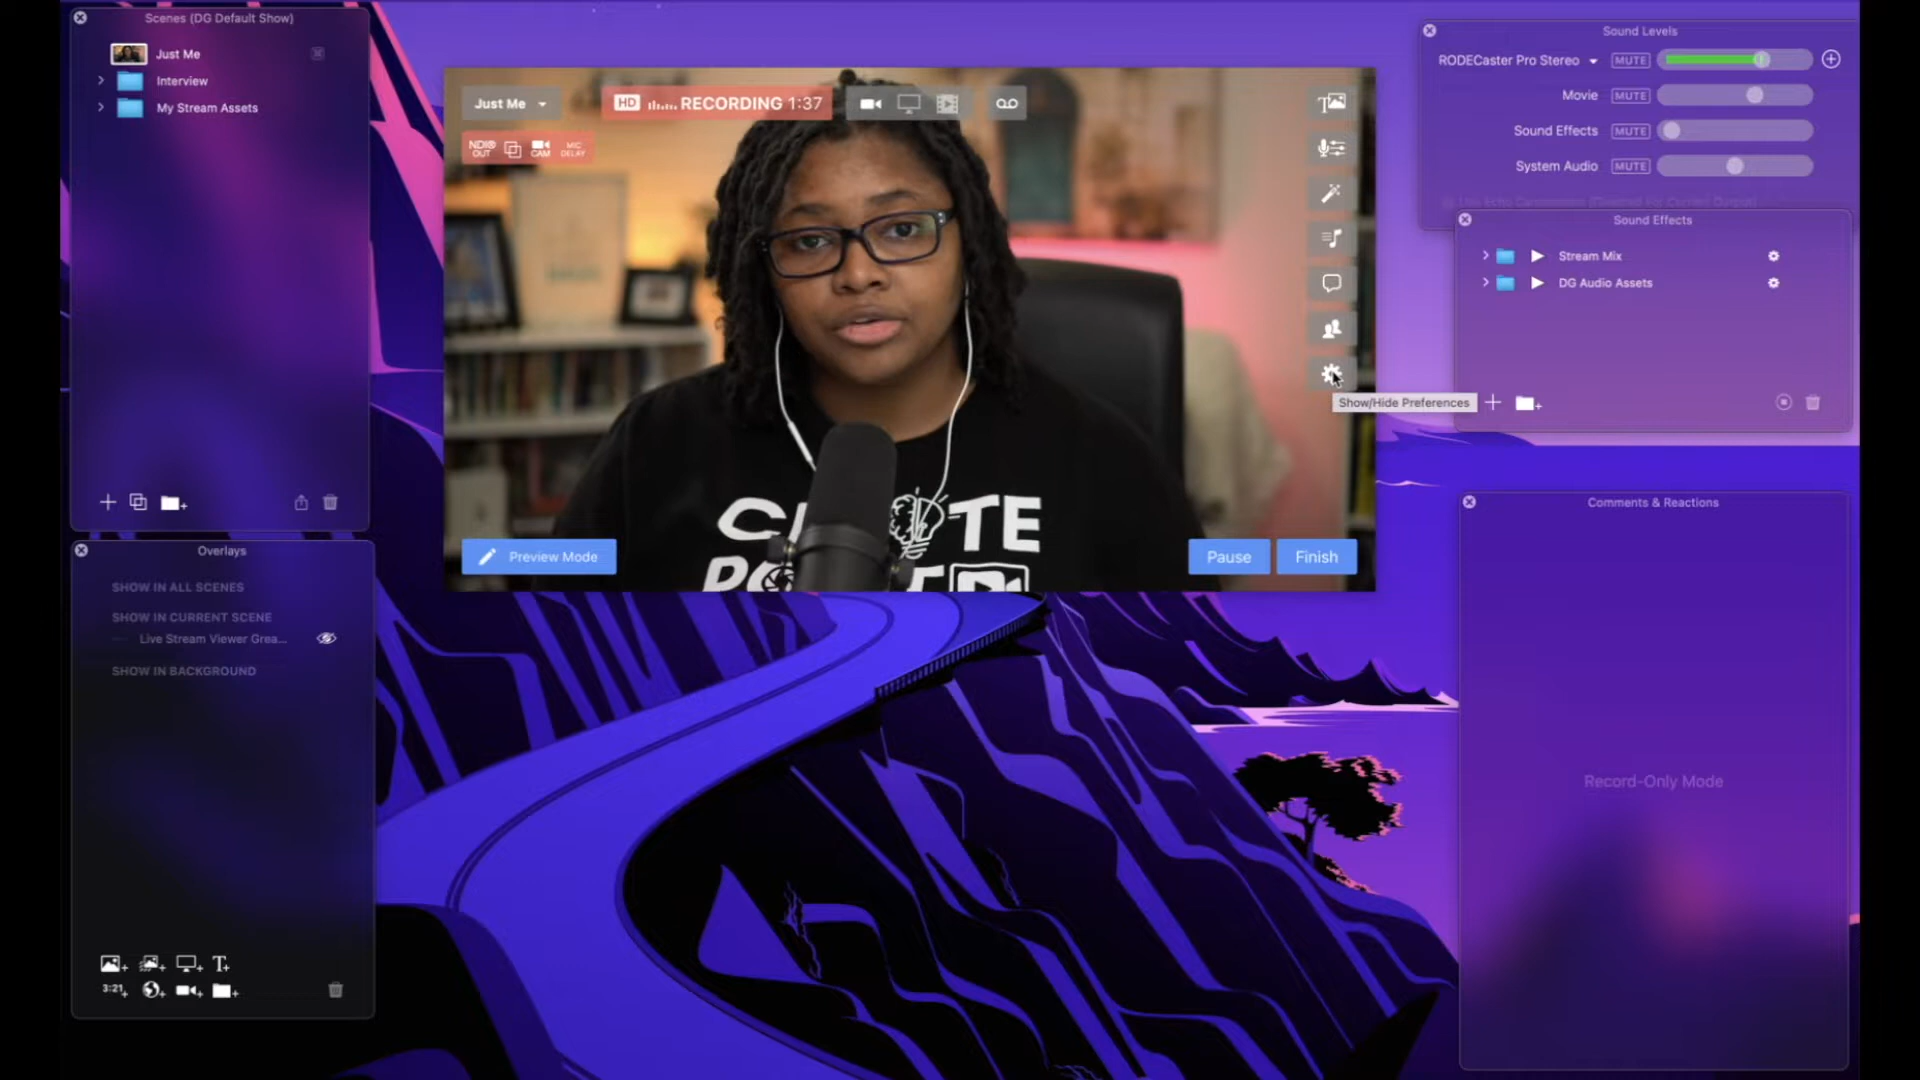 Scenes (DG Default Show)
Just Me
Interview
My Stream Assets
Overlays
SHOW IN ALL SCENES
SHOW IN CURRENT SCENE
Live Stream Viewer Grea...
SHOW IN BACKGROUND
3:21+
T+
Just Me
HD RECORDING 1:37
NDI® OUT
CAM
MIC DELAY
Preview Mode
Pause
Finish
Show/Hide Preferences
Sound Levels
RODECaster Pro Stereo MUTE
Movie MUTE
Sound Effects MUTE
System Audio MUTE
Sound Effects
Stream Mix
DG Audio Assets
Comments & Reactions
Record-Only Mode